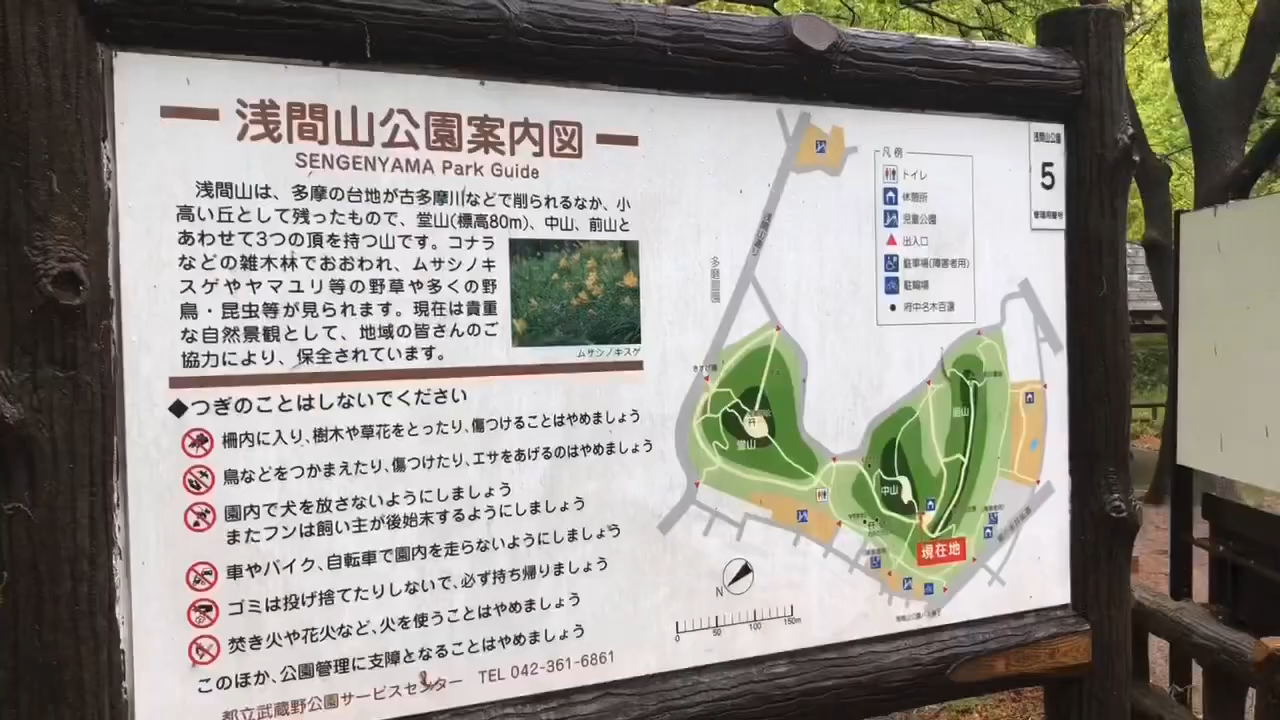 浅間山公園案内図
SENGENYAMA Park Guide
浅間山は、多摩の台地が古多摩川などで削られるなか、小
高い丘として残ったもので、堂山(標高80m)、中山、前山と
あわせて3つの頂を持つ山です。コナラ
などの雑木林でおおわれ、ムサシノキ
スゲやヤマユリ等の野草や多くの野
鳥・昆虫等が見られます。現在は貴重
な自然景観として、地域の皆さんのご
協力により、保全されています。
ムサシノキスゲ
◆つぎのことはしないでください
柵内に入り、樹木や草花をとったり、傷つけることはやめましょう
鳥などをつかまえたり、傷つけたり、エサをあげるのはやめましょう
園内で犬を放さないようにしましょう
またフンは飼い主が後始末するようにしましょう
車やバイク、自転車で園内を走らないようにしましょう
ゴミは投げ捨てたりしないで、必ず持ち帰りましょう
焚き火や花火など、火を使うことはやめましょう
このほか、公園管理に支障となることはやめましょう
都立武蔵野公園サービスセンター TEL 042-361-6861
凡例
トイレ
休憩所
児童公園
出入口
駐車場(障害者用)
駐輪場
府中名木百選
浅間山公園
5
管理用番号
多磨霊園
堂山
前山
中山
現在地
N
0 50 100 150m